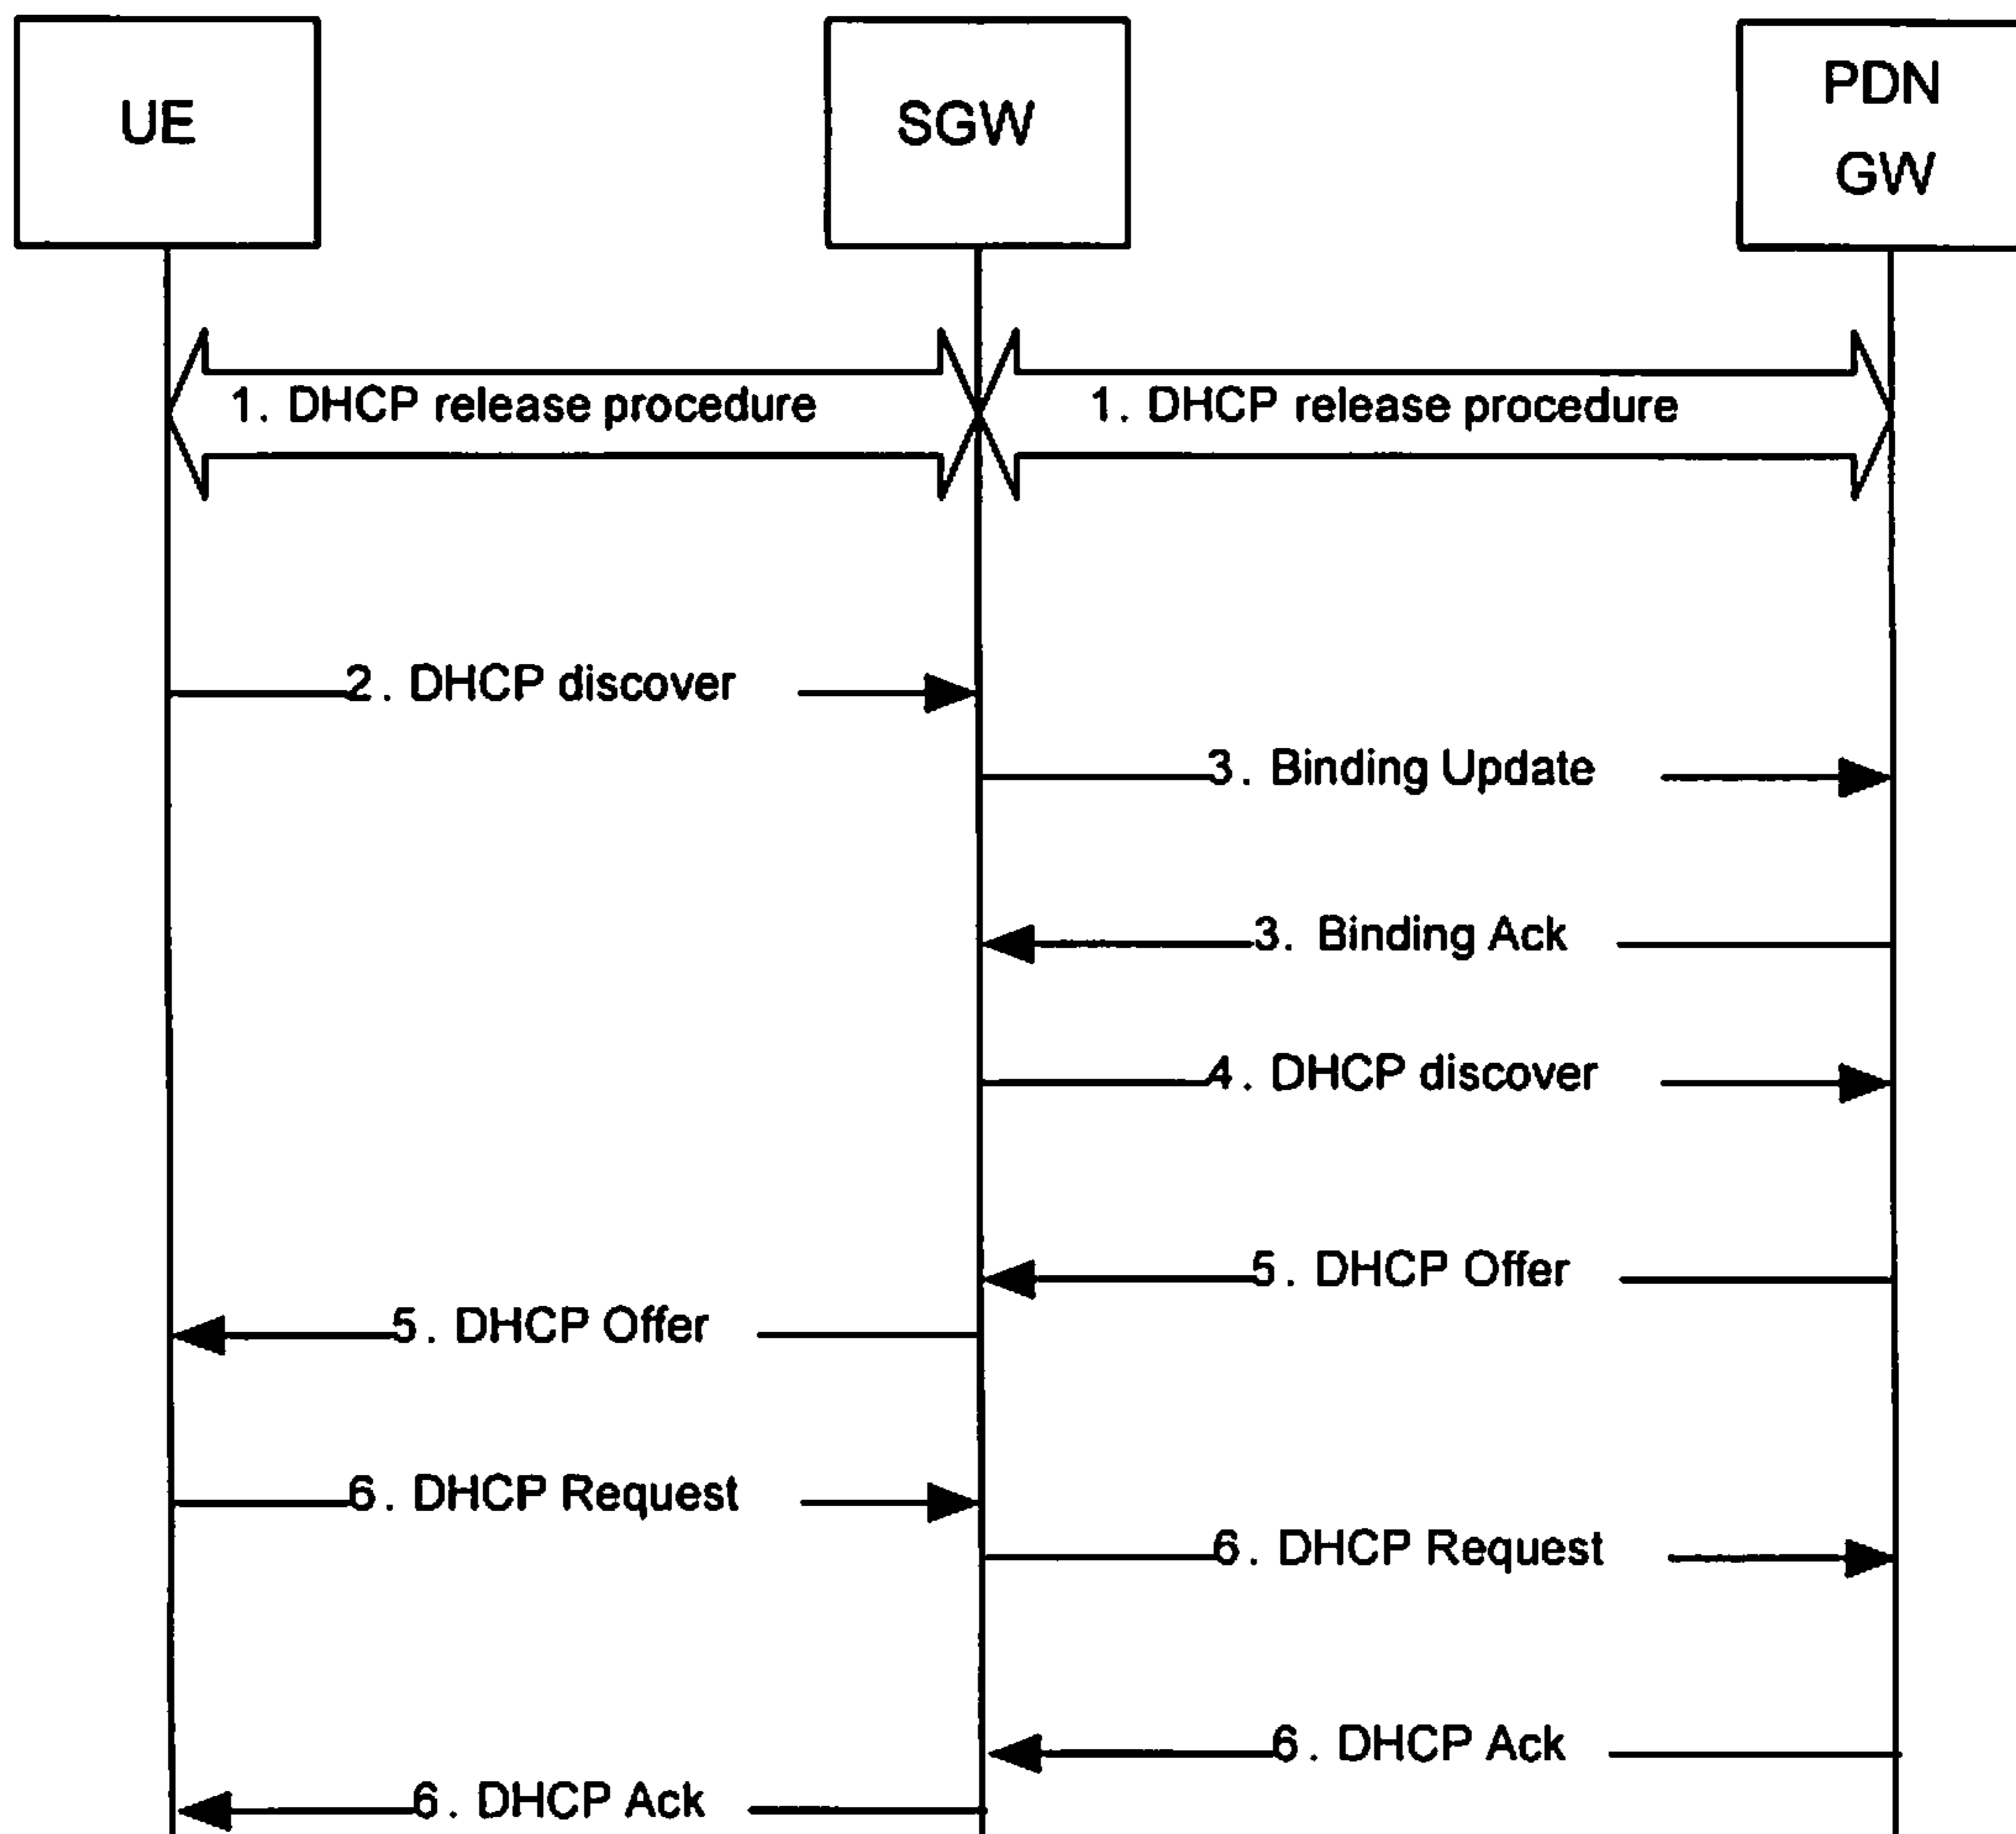 UE
SGW
PDN
GW
1. DHCP release procedure
1. DHCP release procedure
2. DHCP discover
3. Binding Update
3. Binding Ack
4. DHCP discover
5. DHCP Offer
5. DHCP Offer
6. DHCP Request
6. DHCP Request
6. DHCP Ack
6. DHCP Ack